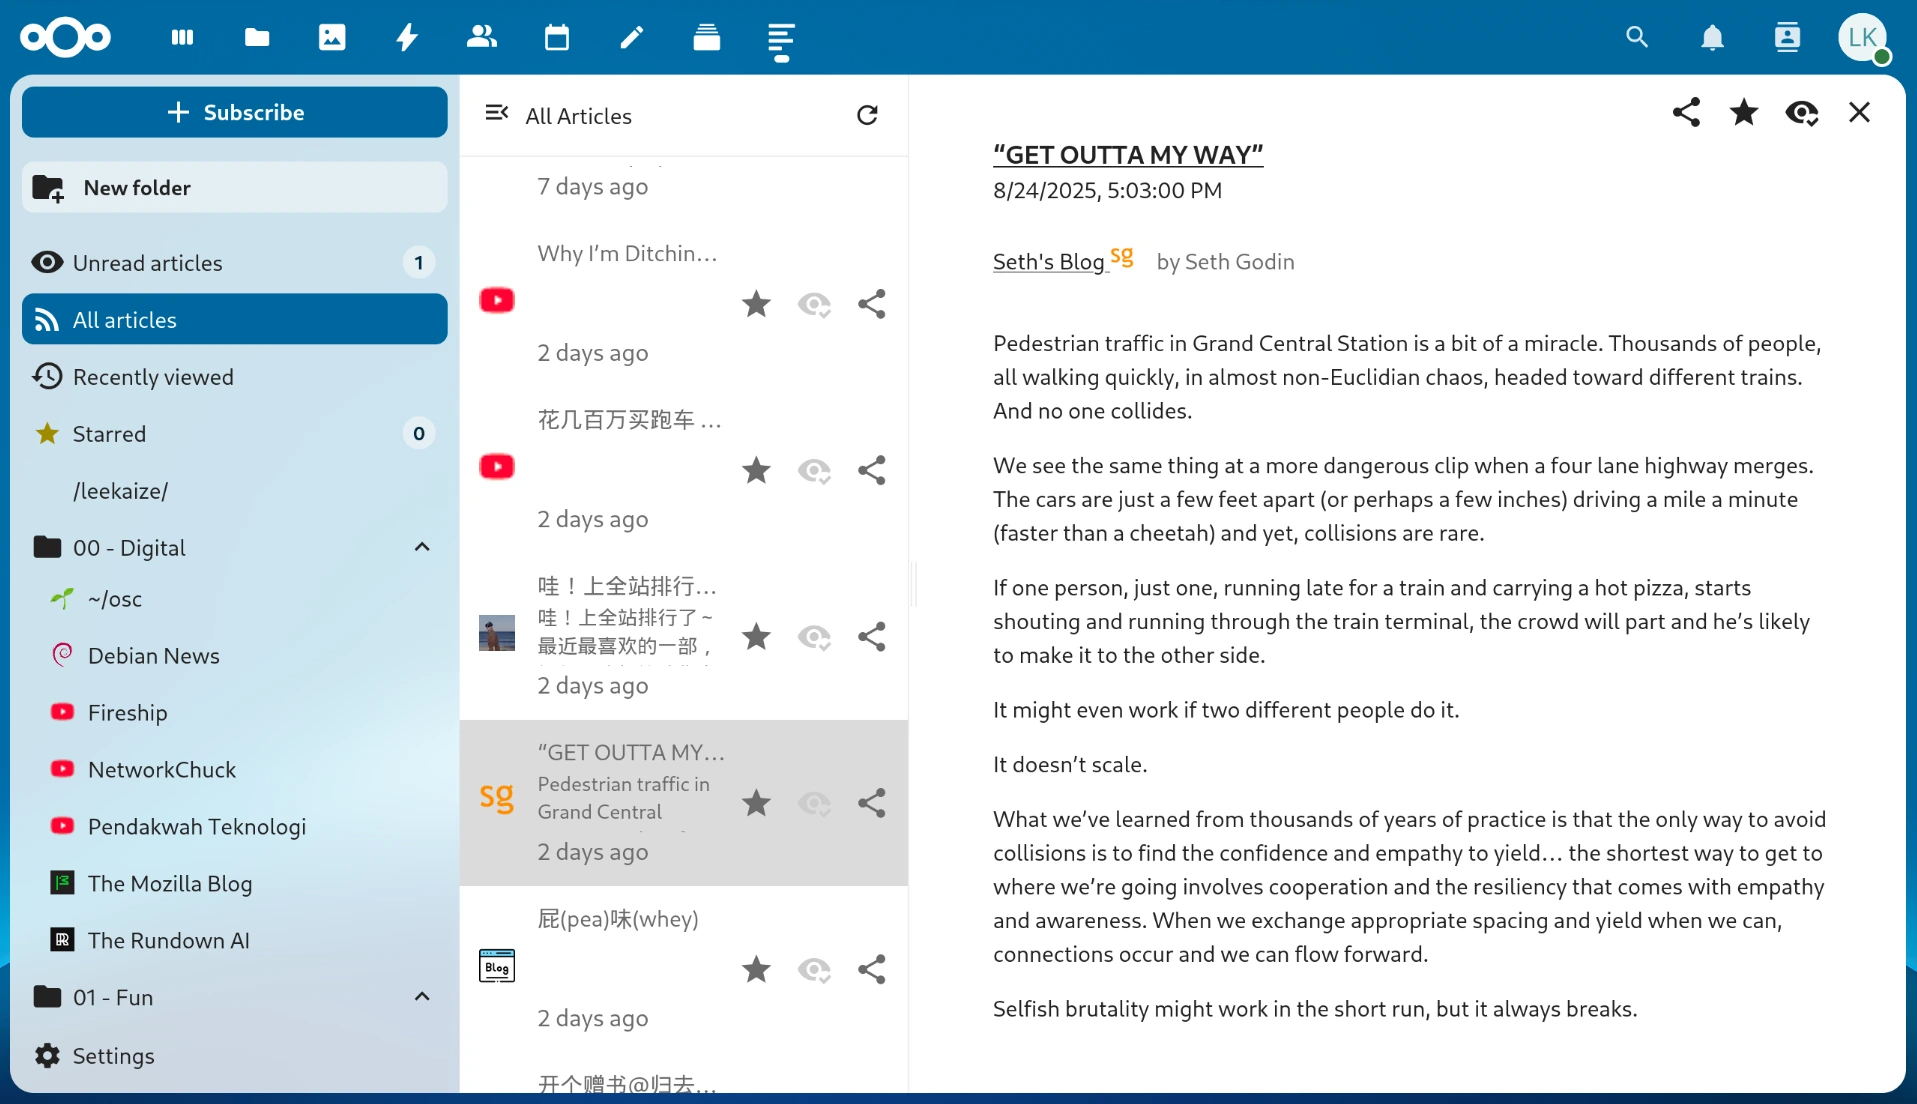 LK
Subscribe
New folder
Unread articles 1
All articles
Recently viewed
Starred 0
/leekaize/
00 - Digital
~/osc
Debian News
Fireship
NetworkChuck
Pendakwah Teknologi
The Mozilla Blog
The Rundown AI
01 - Fun
Settings
All Articles
7 days ago
Why I’m Ditchin…
2 days ago
花几百万买跑车 …
2 days ago
哇！上全站排行…
哇！上全站排行了~
最近最喜欢的一部，
2 days ago
“GET OUTTA MY…
sg
Pedestrian traffic in
Grand Central
2 days ago
屁(pea)味(whey)
Blog
2 days ago
开个赠书@归去…
“GET OUTTA MY WAY”
8/24/2025, 5:03:00 PM
Seth's Blog sg by Seth Godin
Pedestrian traffic in Grand Central Station is a bit of a miracle. Thousands of people,
all walking quickly, in almost non-Euclidian chaos, headed toward different trains.
And no one collides.
We see the same thing at a more dangerous clip when a four lane highway merges.
The cars are just a few feet apart (or perhaps a few inches) driving a mile a minute
(faster than a cheetah) and yet, collisions are rare.
If one person, just one, running late for a train and carrying a hot pizza, starts
shouting and running through the train terminal, the crowd will part and he’s likely
to make it to the other side.
It might even work if two different people do it.
It doesn’t scale.
What we’ve learned from thousands of years of practice is that the only way to avoid
collisions is to find the confidence and empathy to yield… the shortest way to get to
where we’re going involves cooperation and the resiliency that comes with empathy
and awareness. When we exchange appropriate spacing and yield when we can,
connections occur and we can flow forward.
Selfish brutality might work in the short run, but it always breaks.